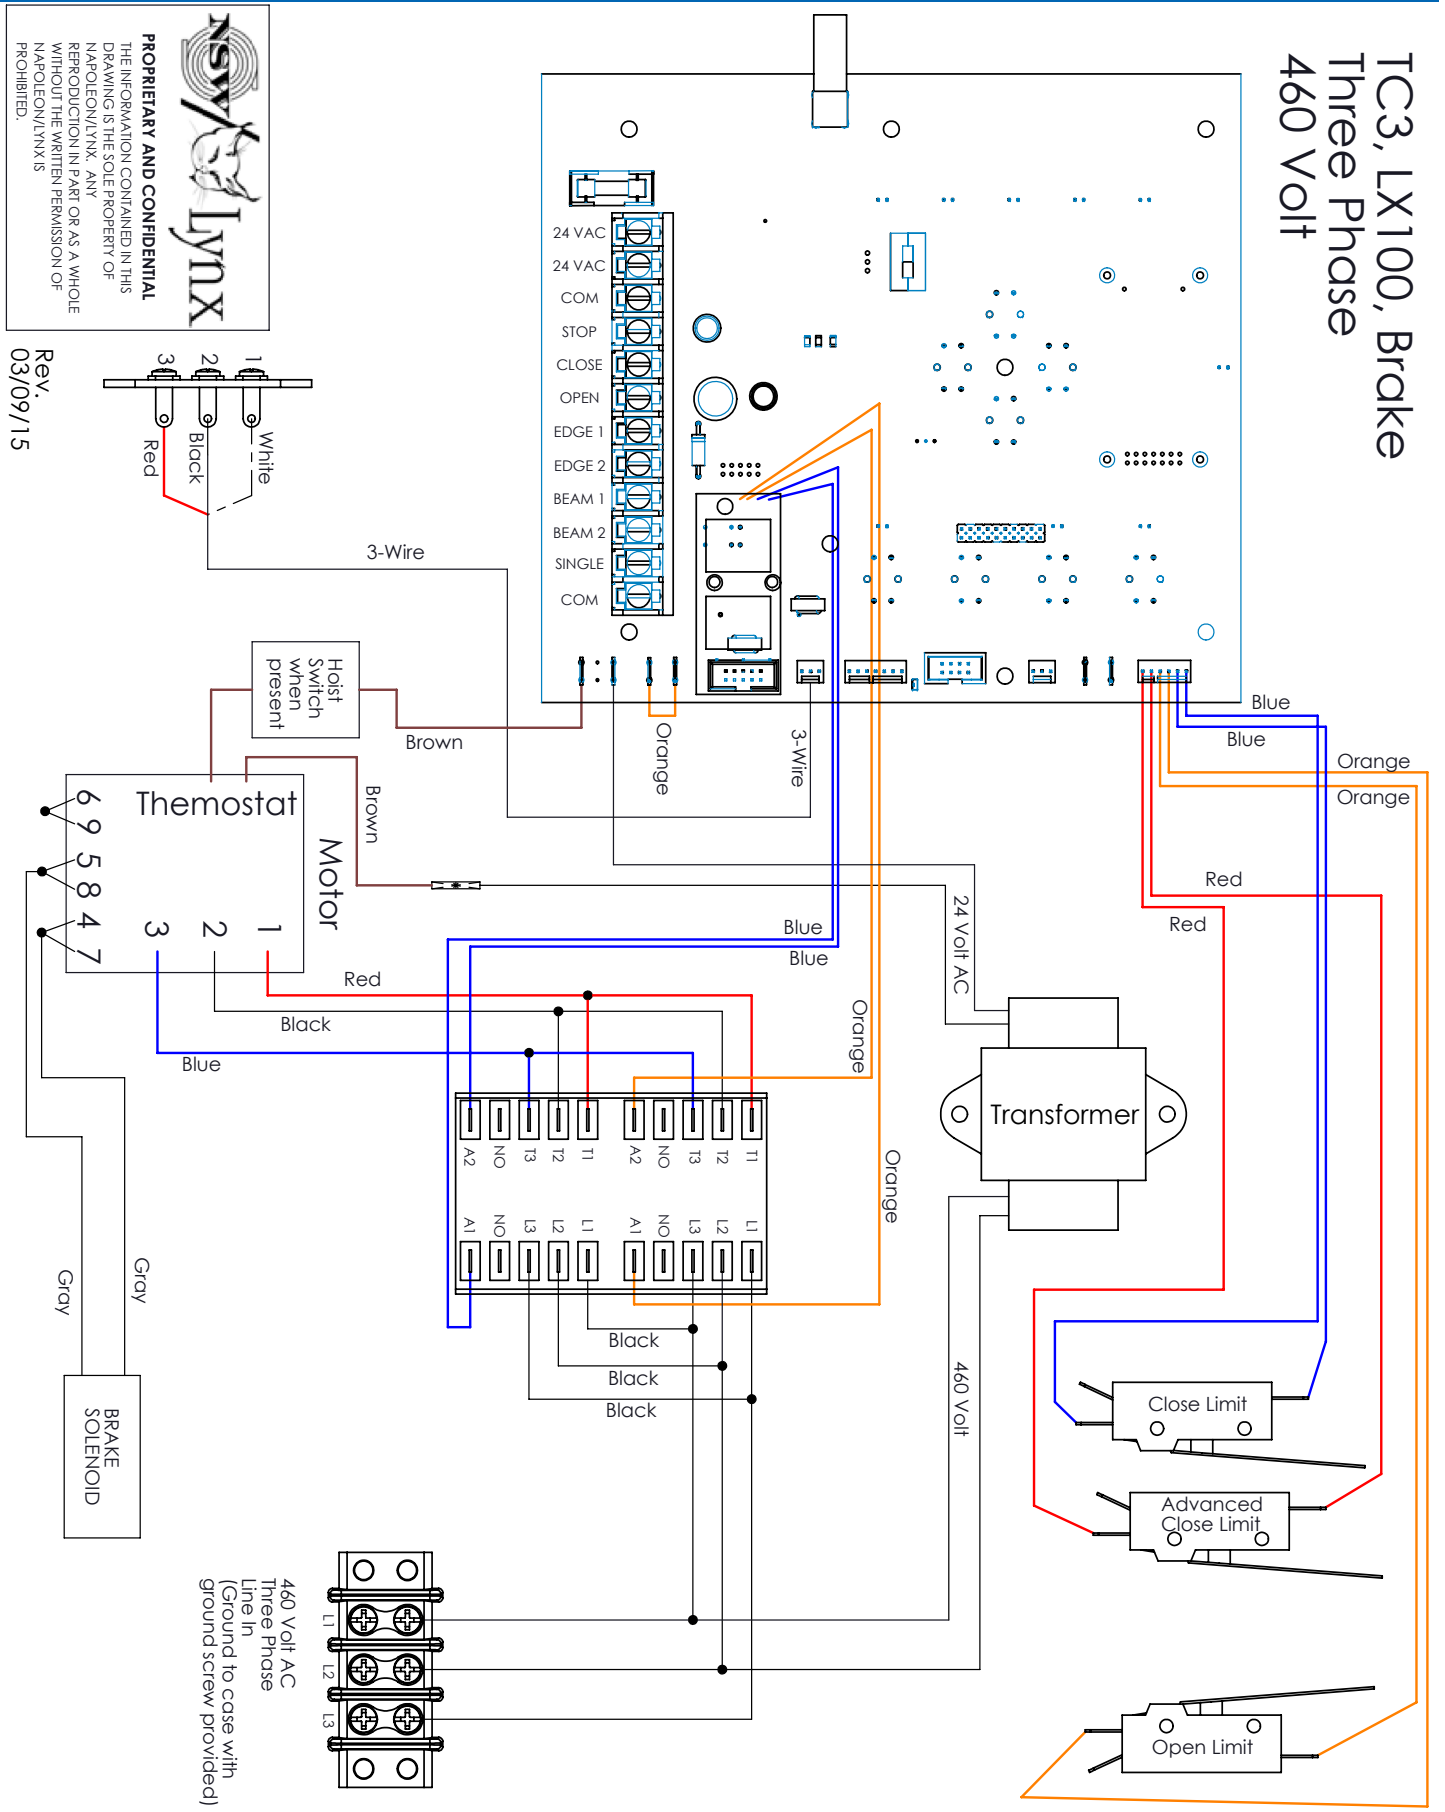 TC3, LX100, Brake
Three Phase
460 Volt
NSW
Lynx
PROPRIETARY AND CONFIDENTIAL
THE INFORMATION CONTAINED IN THIS
DRAWING IS THE SOLE PROPERTY OF
NAPOLEON/LYNX. ANY
REPRODUCTION IN PART OR AS A WHOLE
WITHOUT THE WRITTEN PERMISSION OF
NAPOLEON/LYNX IS
PROHIBITED.
Rev.
03/09/15
1
2
3
White
Black
Red
3-Wire
24 VAC
24 VAC
COM
STOP
CLOSE
OPEN
EDGE 1
EDGE 2
BEAM 1
BEAM 2
SINGLE
COM
Hoist
Switch
when
present
Brown
Orange
3-Wire
Blue
Blue
Orange
Orange
Red
Red
Themostat
Motor
Brown
6
9
5
8
4
7
3
2
1
Red
Black
Blue
Blue
Blue
Orange
Orange
24 Volt AC
Transformer
460 Volt
A2
NO
T3
T2
T1
A2
NO
T3
T2
T1
A1
NO
L3
L2
L1
A1
NO
L3
L2
L1
Black
Black
Black
Gray
Gray
BRAKE
SOLENOID
Close Limit
Advanced
Close Limit
Open Limit
460 Volt AC
Three Phase
Line In
(Ground to case with
ground screw provided)
L1
L2
L3